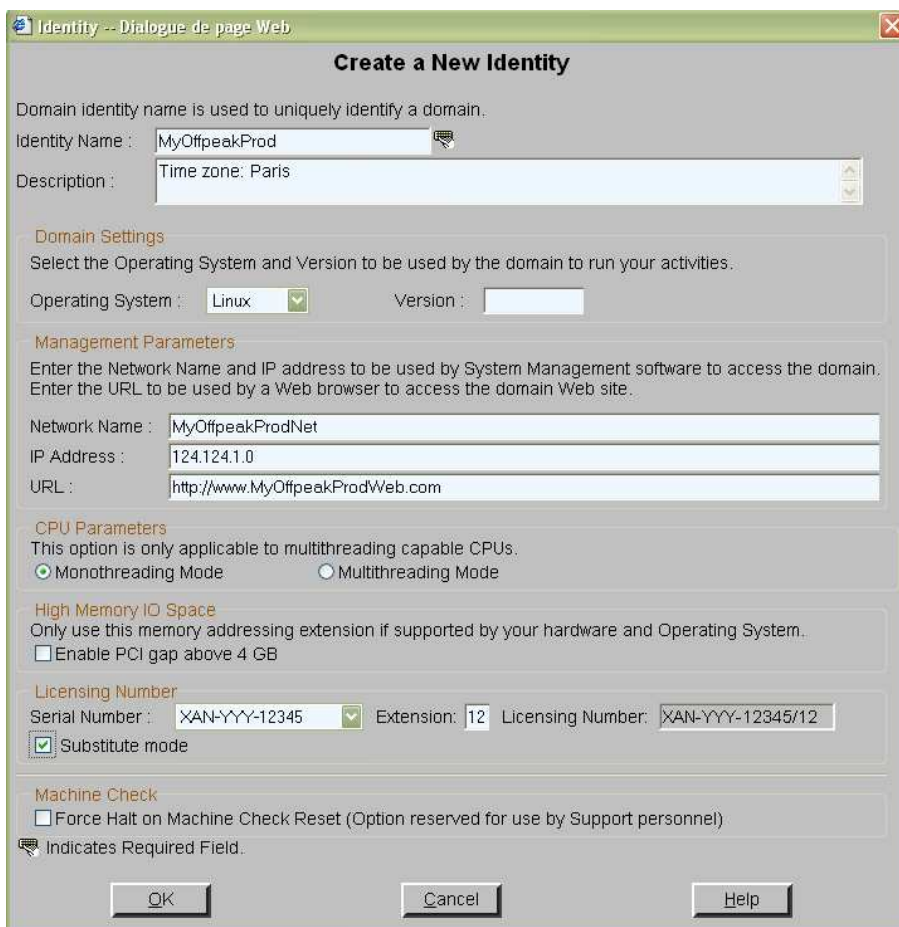 Identity -- Dialogue de page Web
Create a New Identity
Domain identity name is used to uniquely identify a domain.
Identity Name : MyOffpeakProd
Description : Time zone: Paris
Domain Settings
Select the Operating System and Version to be used by the domain to run your activities.
Operating System : Linux Version :
Management Parameters
Enter the Network Name and IP address to be used by System Management software to access the domain.
Enter the URL to be used by a Web browser to access the domain Web site.
Network Name : MyOffpeakProdNet
IP Address : 124.124.1.0
URL : http://www.MyOffpeakProdWeb.com
CPU Parameters
This option is only applicable to multithreading capable CPUs.
Monothreading Mode Multithreading Mode
High Memory IO Space
Only use this memory addressing extension if supported by your hardware and Operating System.
Enable PCI gap above 4 GB
Licensing Number
Serial Number : XAN-YYY-12345 Extension: 12 Licensing Number: XAN-YYY-12345/12
Substitute mode
Machine Check
Force Halt on Machine Check Reset (Option reserved for use by Support personnel)
Indicates Required Field.
OK Cancel Help